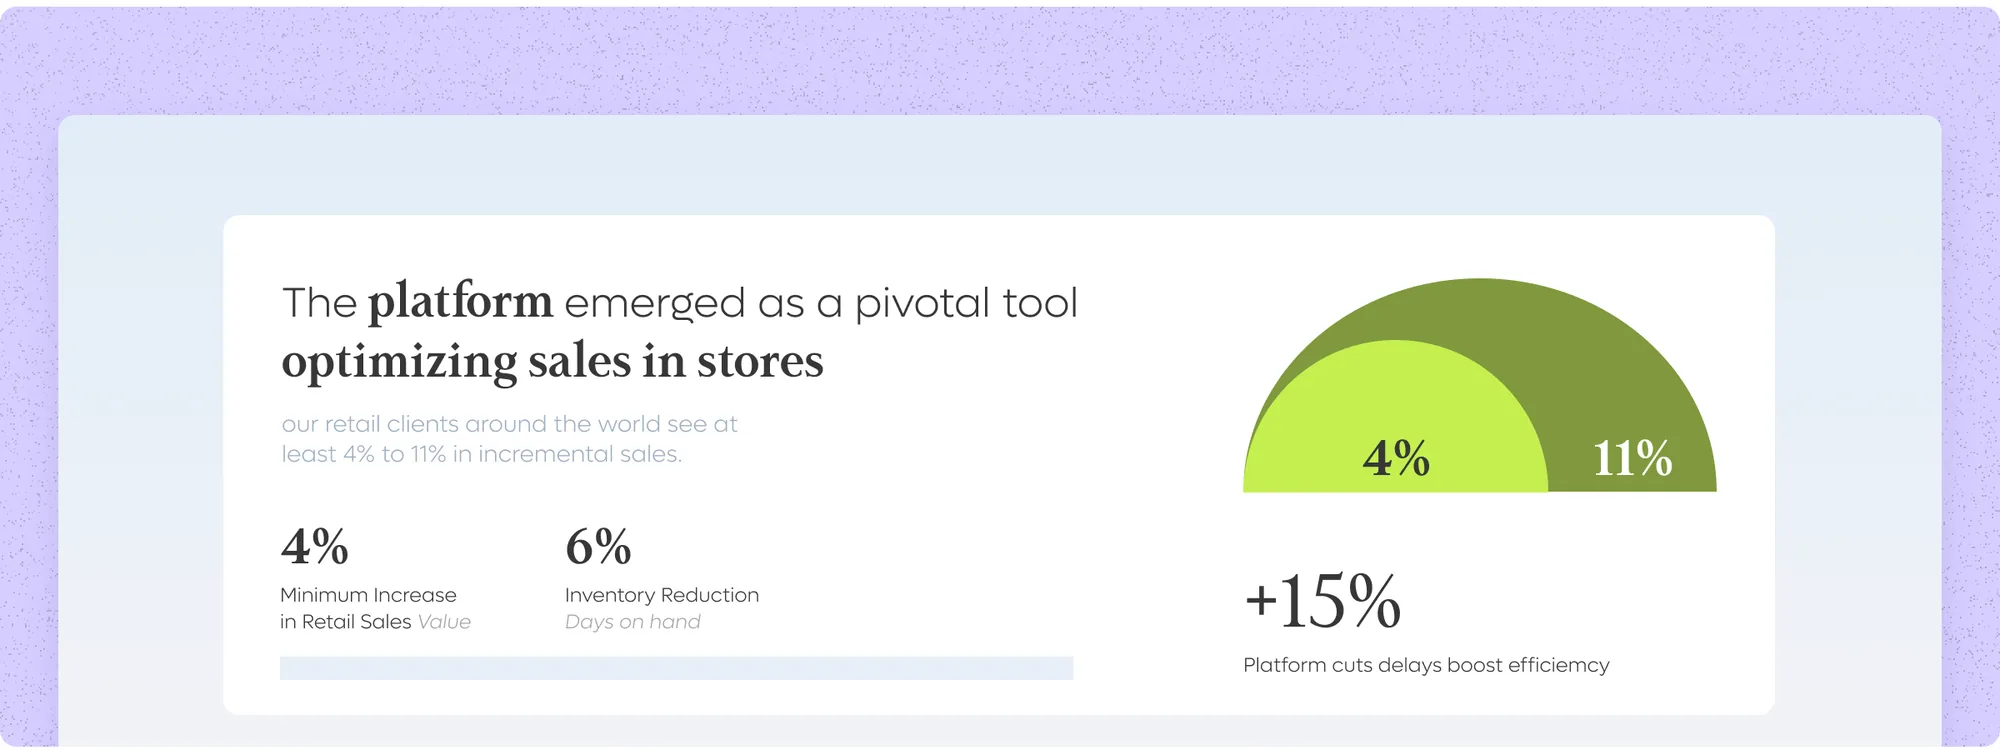 The platform emerged as a pivotal tool
optimizing sales in stores
our retail clients around the world see at
least 4% to 11% in incremental sales.
4%
Minimum Increase
in Retail Sales Value
6%
Inventory Reduction
Days on hand
4%
11%
+15%
Platform cuts delays boost efficiemcy